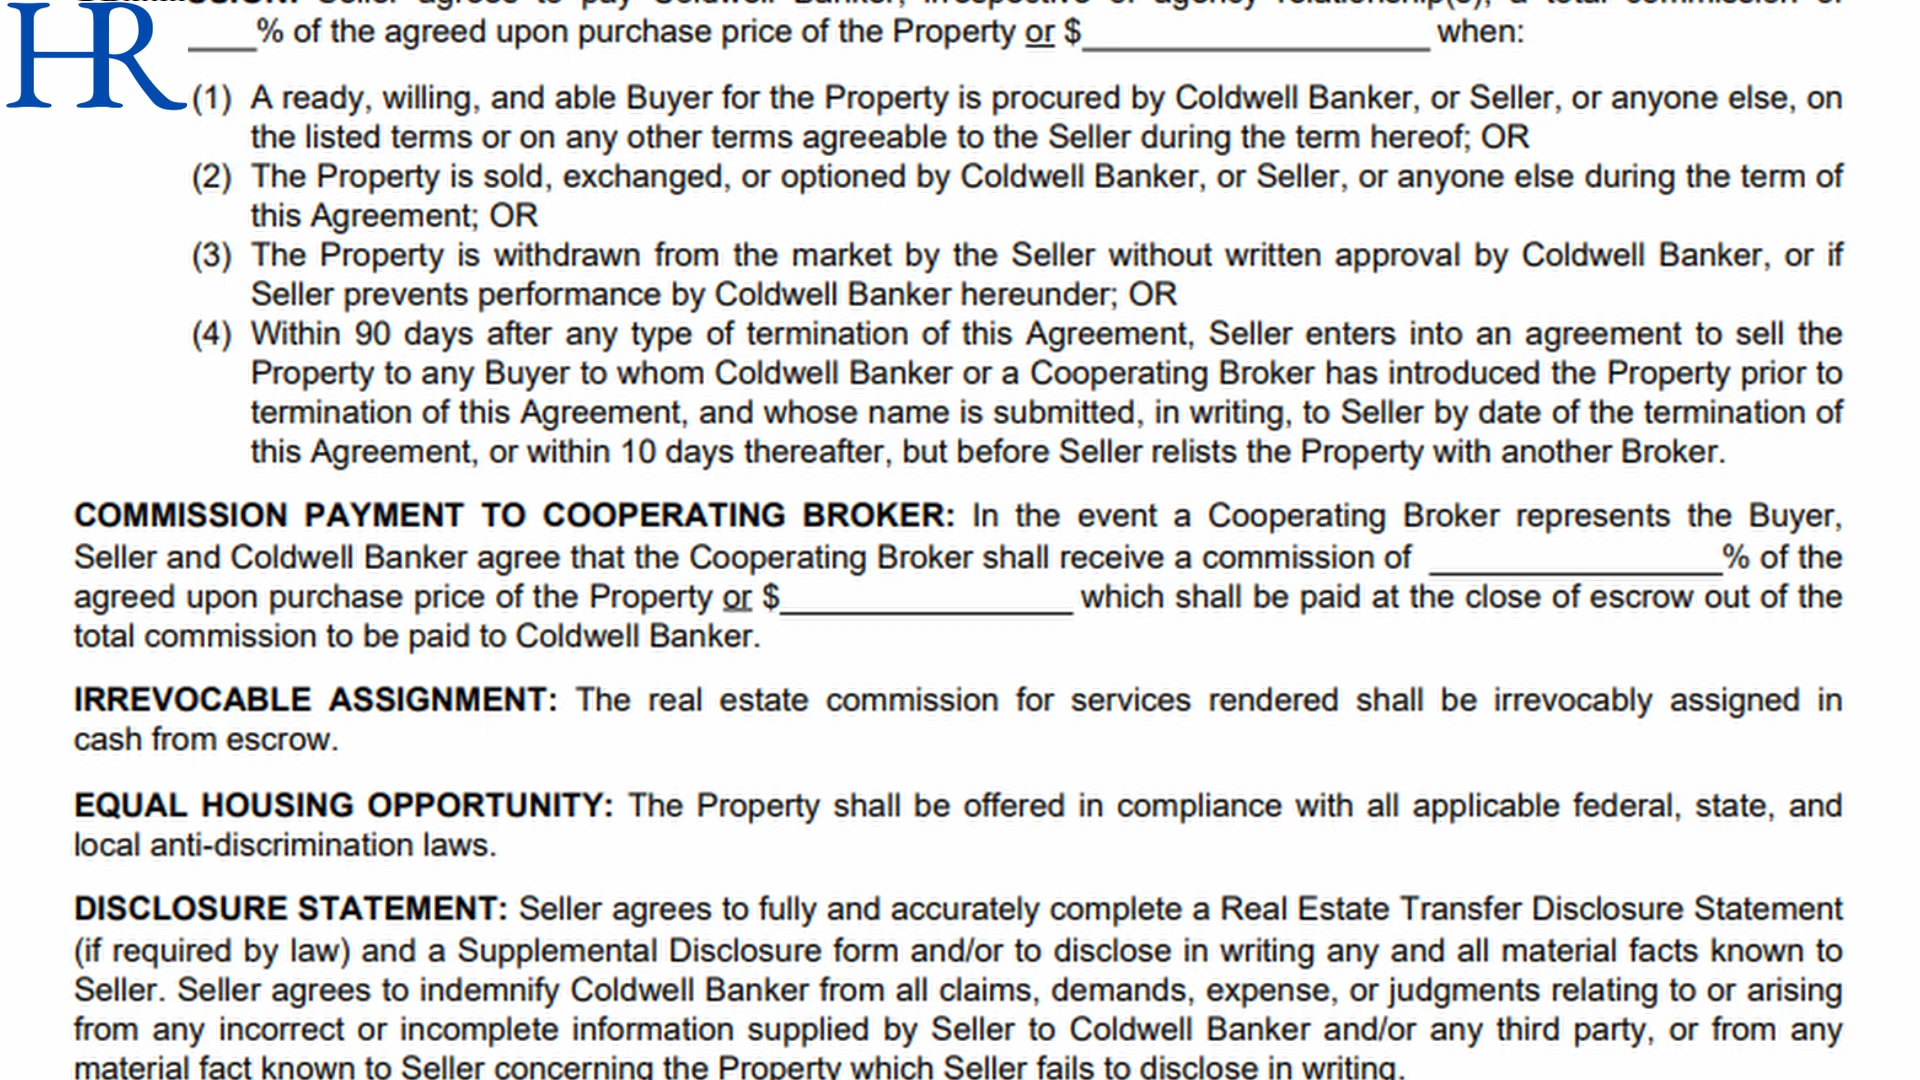 HR
Seller agrees to pay Coldwell Banker, irrespective of agency relationship(s), a total commission of
____% of the agreed upon purchase price of the Property or $____________________ when:
(1) A ready, willing, and able Buyer for the Property is procured by Coldwell Banker, or Seller, or anyone else, on
the listed terms or on any other terms agreeable to the Seller during the term hereof; OR
(2) The Property is sold, exchanged, or optioned by Coldwell Banker, or Seller, or anyone else during the term of
this Agreement; OR
(3) The Property is withdrawn from the market by the Seller without written approval by Coldwell Banker, or if
Seller prevents performance by Coldwell Banker hereunder; OR
(4) Within 90 days after any type of termination of this Agreement, Seller enters into an agreement to sell the
Property to any Buyer to whom Coldwell Banker or a Cooperating Broker has introduced the Property prior to
termination of this Agreement, and whose name is submitted, in writing, to Seller by date of the termination of
this Agreement, or within 10 days thereafter, but before Seller relists the Property with another Broker.
COMMISSION PAYMENT TO COOPERATING BROKER: In the event a Cooperating Broker represents the Buyer,
Seller and Coldwell Banker agree that the Cooperating Broker shall receive a commission of ________________% of the
agreed upon purchase price of the Property or $________________ which shall be paid at the close of escrow out of the
total commission to be paid to Coldwell Banker.
IRREVOCABLE ASSIGNMENT: The real estate commission for services rendered shall be irrevocably assigned in
cash from escrow.
EQUAL HOUSING OPPORTUNITY: The Property shall be offered in compliance with all applicable federal, state, and
local anti-discrimination laws.
DISCLOSURE STATEMENT: Seller agrees to fully and accurately complete a Real Estate Transfer Disclosure Statement
(if required by law) and a Supplemental Disclosure form and/or to disclose in writing any and all material facts known to
Seller. Seller agrees to indemnify Coldwell Banker from all claims, demands, expense, or judgments relating to or arising
from any incorrect or incomplete information supplied by Seller to Coldwell Banker and/or any third party, or from any
material fact known to Seller concerning the Property which Seller fails to disclose in writing.